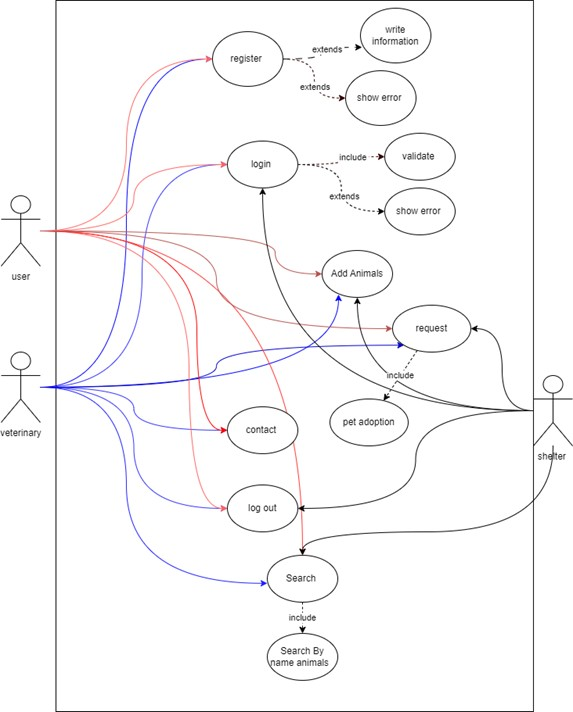 write
information
extends
register
extends
show error
include
validate
login
extends
show error
user
Add Animals
request
include
veterinary
pet adoption
contact
shelter
log out
Search
include
Search By
name animals